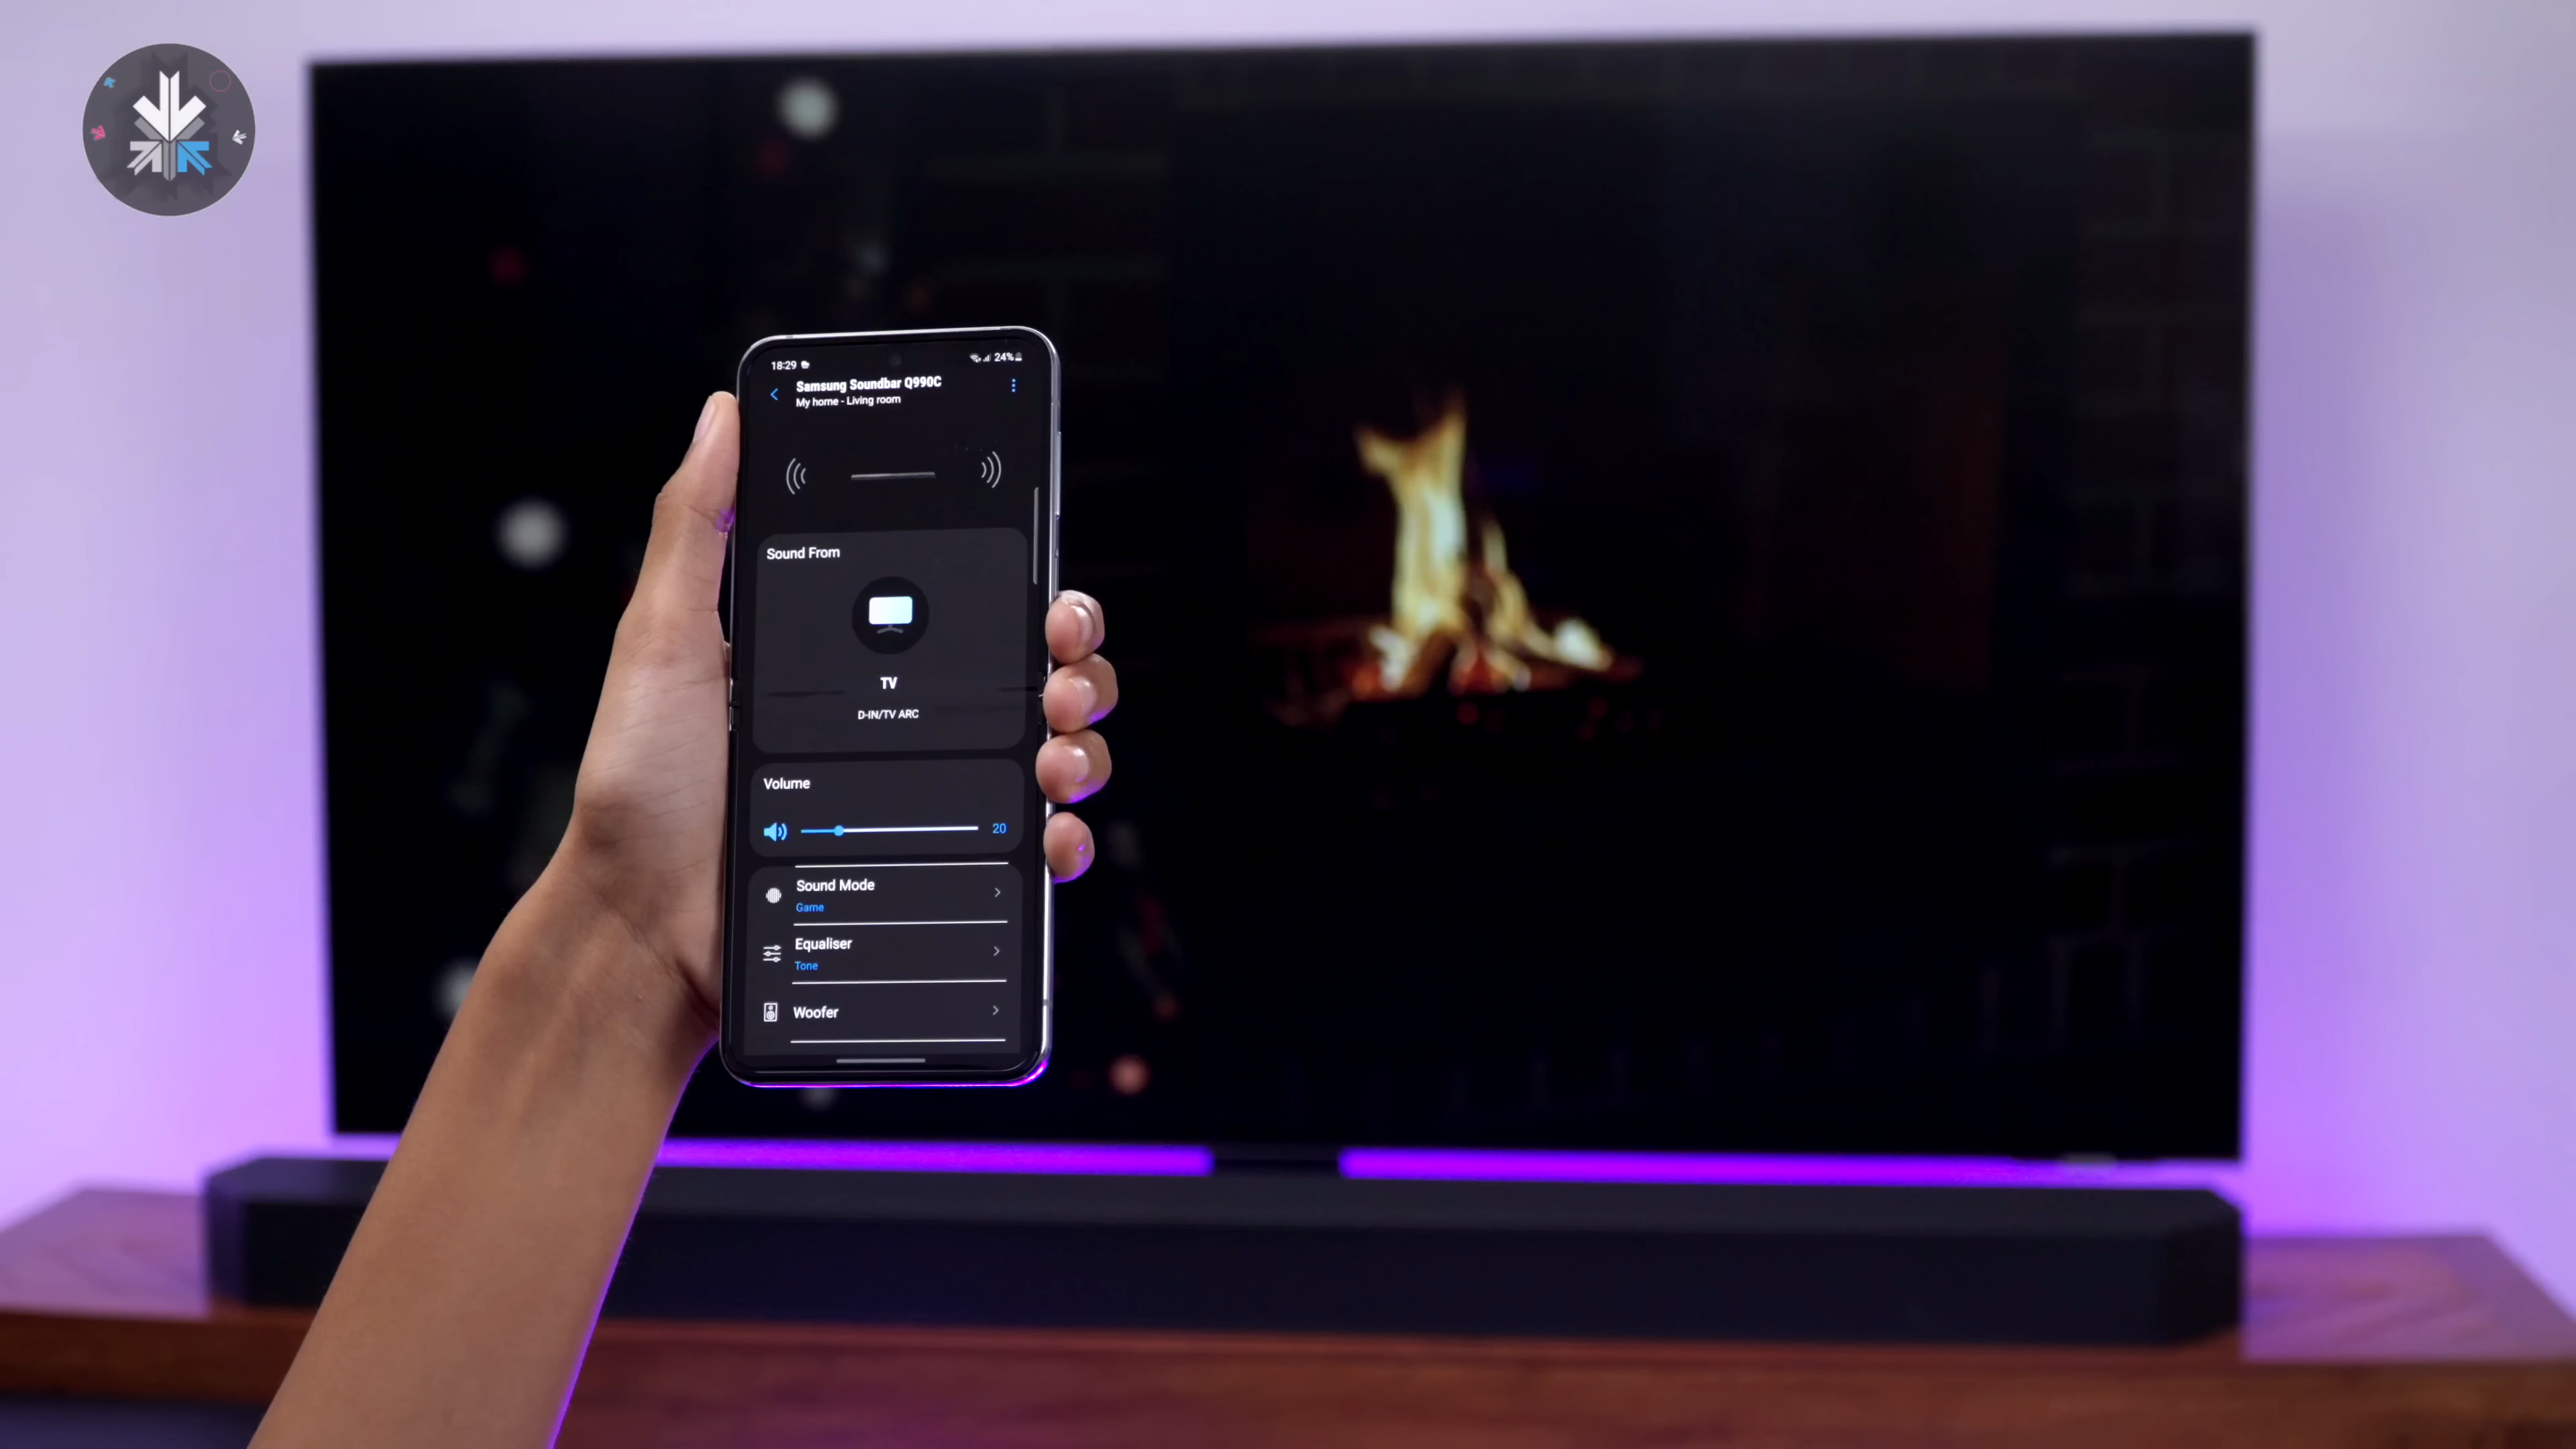 18:29
24%
Samsung Soundbar Q990C
My home - Living room
Sound From
TV
D-IN/TV ARC
Volume
20
Sound Mode
Game
Equaliser
Tone
Woofer